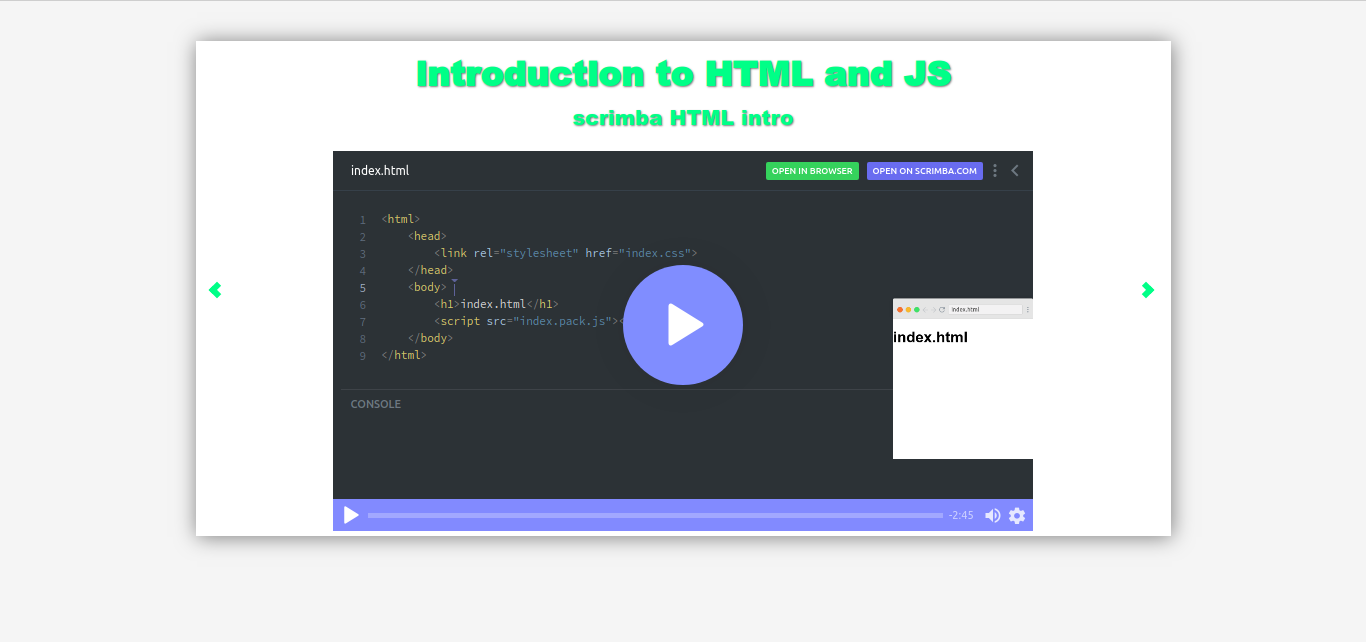 Introduction to HTML and JS
scrimba HTML intro
index.html
OPEN IN BROWSER
OPEN ON SCRIMBA.COM
1 <html>
2 <head>
3 <link rel="stylesheet" href="index.css">
4 </head>
5 <body>
6 <h1>index.html</h1>
7 <script src="index.pack.js"><
8 </body>
9 </html>
index.html
index.html
CONSOLE
-2:45